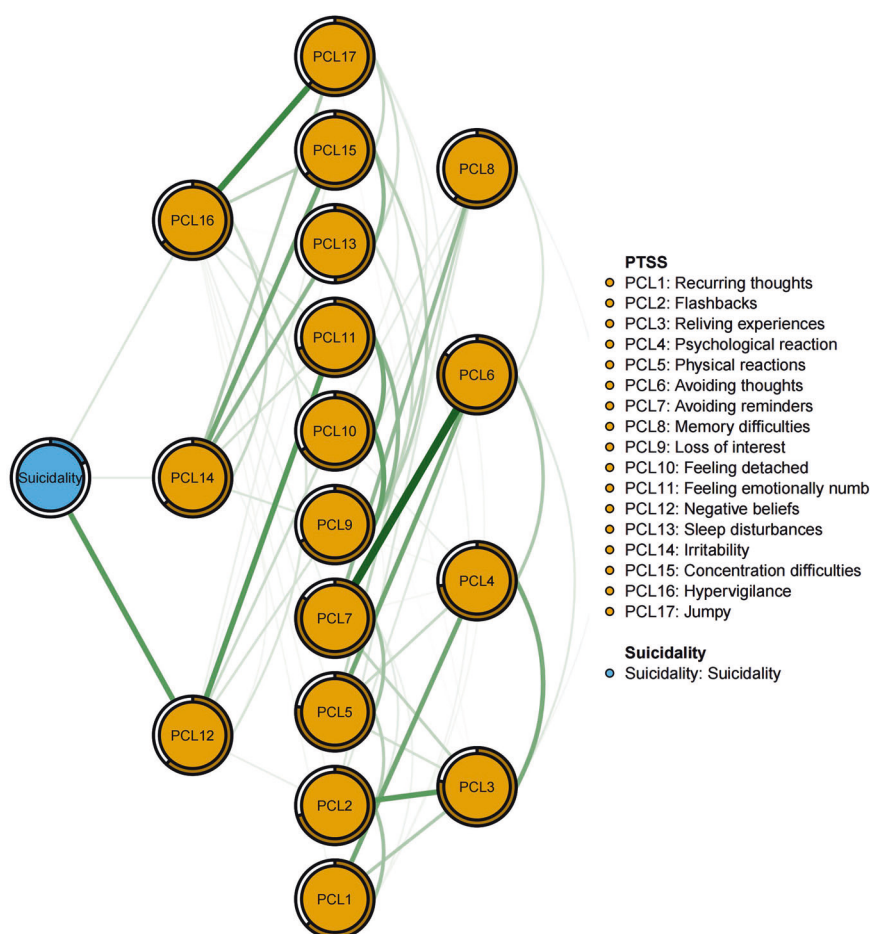 PCL17
PCL15
PCL8
PCL16
PCL13
PCL11
PCL6
PCL10
Suicidality
PCL14
PCL9
PCL4
PCL7
PCL5
PCL12
PCL3
PCL2
PCL1
PTSS
PCL1: Recurring thoughts
PCL2: Flashbacks
PCL3: Reliving experiences
PCL4: Psychological reaction
PCL5: Physical reactions
PCL6: Avoiding thoughts
PCL7: Avoiding reminders
PCL8: Memory difficulties
PCL9: Loss of interest
PCL10: Feeling detached
PCL11: Feeling emotionally numb
PCL12: Negative beliefs
PCL13: Sleep disturbances
PCL14: Irritability
PCL15: Concentration difficulties
PCL16: Hypervigilance
PCL17: Jumpy
Suicidality
Suicidality: Suicidality